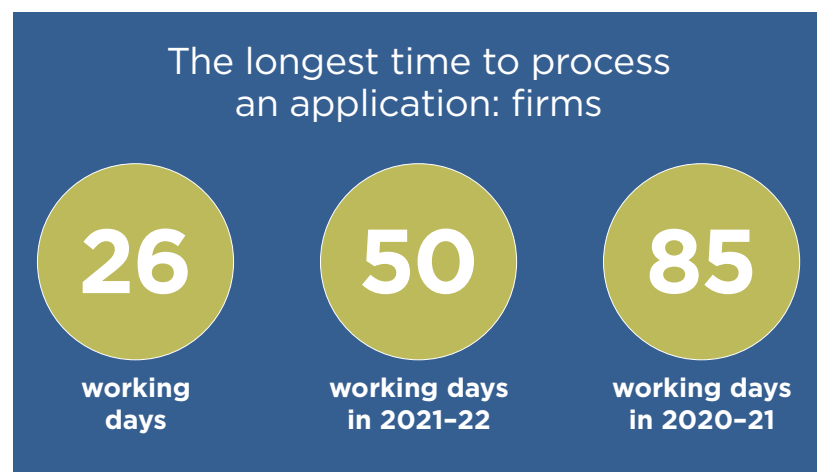 The longest time to process
an application: firms
26
working
days
50
working days
in 2021–22
85
working days
in 2020–21